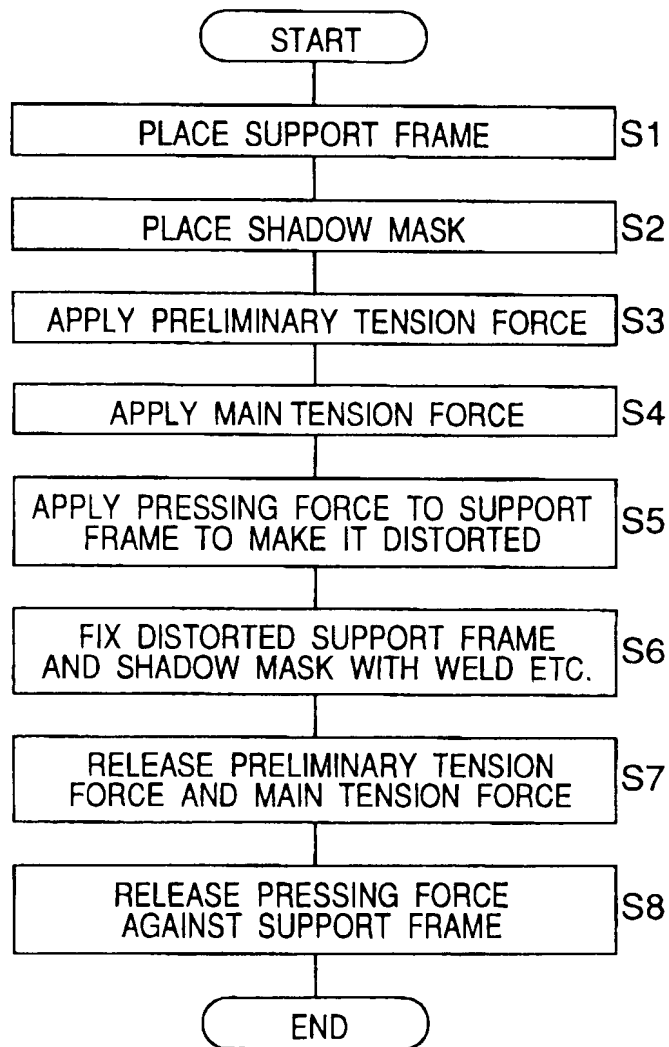 START
PLACE SUPPORT FRAME
S1
PLACE SHADOW MASK
S2
APPLY PRELIMINARY TENSION FORCE
S3
APPLY MAIN TENSION FORCE
S4
APPLY PRESSING FORCE TO SUPPORT
FRAME TO MAKE IT DISTORTED
S5
FIX DISTORTED SUPPORT FRAME
AND SHADOW MASK WITH WELD ETC.
S6
RELEASE PRELIMINARY TENSION
FORCE AND MAIN TENSION FORCE
S7
RELEASE PRESSING FORCE
AGAINST SUPPORT FRAME
S8
END